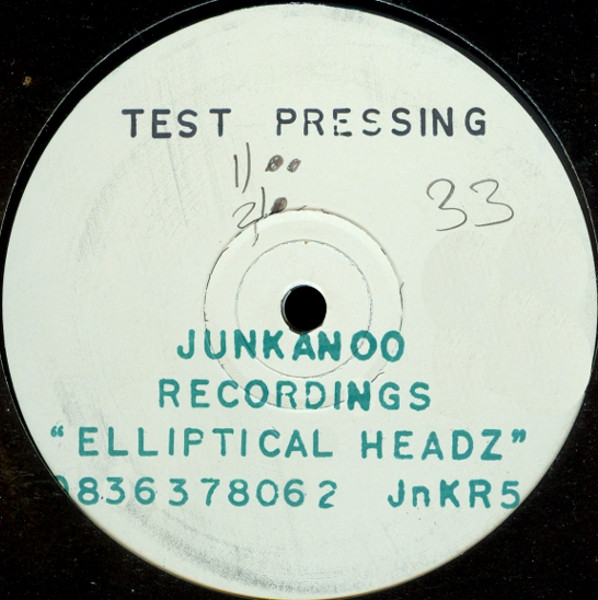 TEST PRESSING
1)
2)
33
JUNKANOO
RECORDINGS
“ELLIPTICAL HEADZ”
0836378062 JnKR5